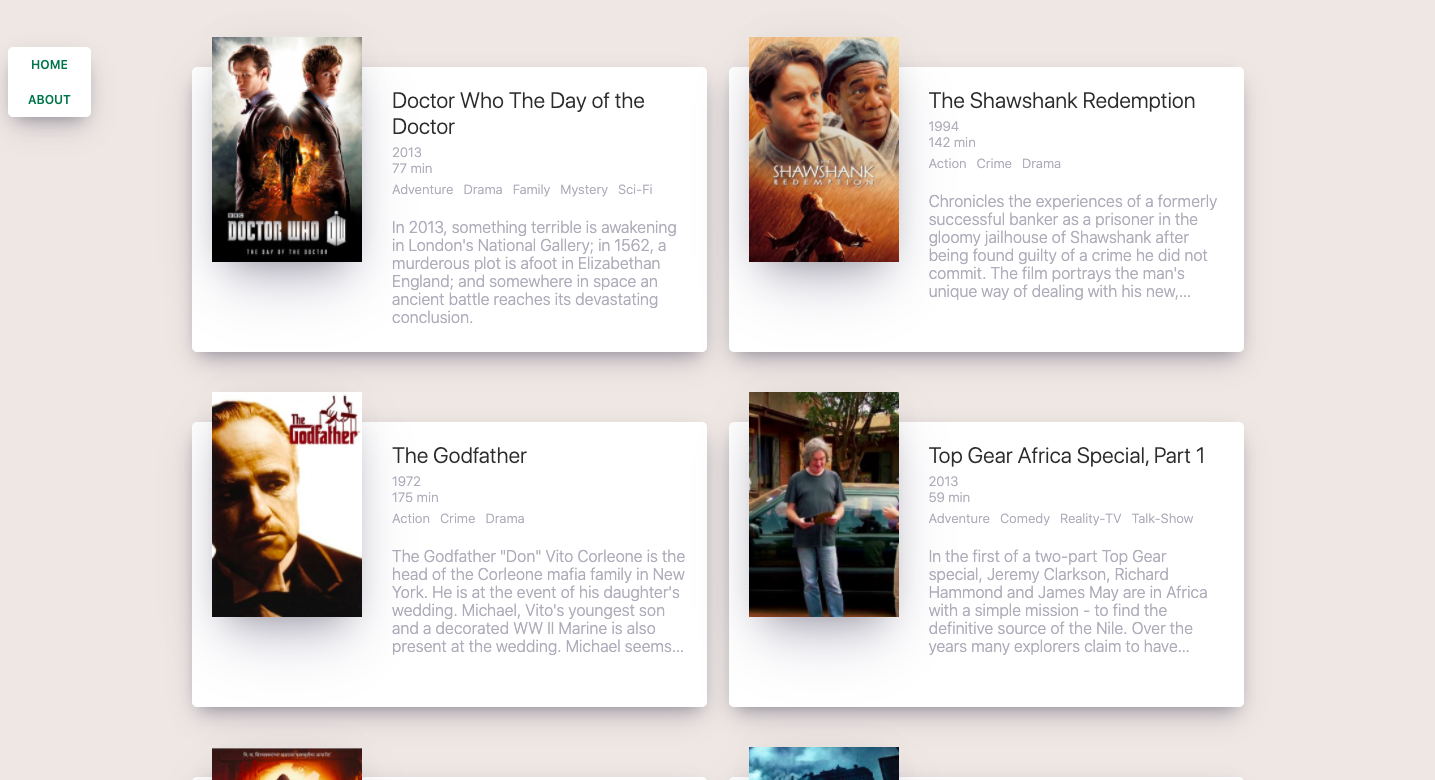 HOME
ABOUT
BBC
DOCTOR WHO
THE DAY OF THE DOCTOR
Doctor Who The Day of the
Doctor
2013
77 min
Adventure Drama Family Mystery Sci-Fi
In 2013, something terrible is awakening
in London's National Gallery; in 1562, a
murderous plot is afoot in Elizabethan
England; and somewhere in space an
ancient battle reaches its devastating
conclusion.
SHAWSHANK
REDEMPTION
The Shawshank Redemption
1994
142 min
Action Crime Drama
Chronicles the experiences of a formerly
successful banker as a prisoner in the
gloomy jailhouse of Shawshank after
being found guilty of a crime he did not
commit. The film portrays the man's
unique way of dealing with his new,...
The
Godfather
The Godfather
1972
175 min
Action Crime Drama
The Godfather "Don" Vito Corleone is the
head of the Corleone mafia family in New
York. He is at the event of his daughter's
wedding. Michael, Vito's youngest son
and a decorated WW II Marine is also
present at the wedding. Michael seems...
Top Gear Africa Special, Part 1
2013
59 min
Adventure Comedy Reality-TV Talk-Show
In the first of a two-part Top Gear
special, Jeremy Clarkson, Richard
Hammond and James May are in Africa
with a simple mission - to find the
definitive source of the Nile. Over the
years many explorers claim to have...